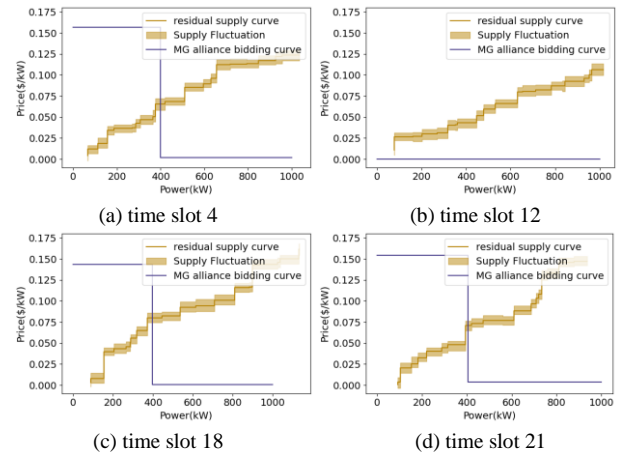 0.175
0.150
0.125
0.100
0.075
0.050
0.025
0.000
Price($/kW)
residual supply curve
Supply Fluctuation
MG alliance bidding curve
0 200 400 600 800 1000
Power(kW)
(a) time slot 4
0.175
0.150
0.125
0.100
0.075
0.050
0.025
0.000
Price($/kW)
residual supply curve
Supply Fluctuation
MG alliance bidding curve
0 200 400 600 800 1000
Power(kW)
(b) time slot 12
0.175
0.150
0.125
0.100
0.075
0.050
0.025
0.000
Price($/kW)
residual supply curve
Supply Fluctuation
MG alliance bidding curve
0 200 400 600 800 1000
Power(kW)
(c) time slot 18
0.175
0.150
0.125
0.100
0.075
0.050
0.025
0.000
Price($/kW)
residual supply curve
Supply Fluctuation
MG alliance bidding curve
0 200 400 600 800 1000
Power(kW)
(d) time slot 21